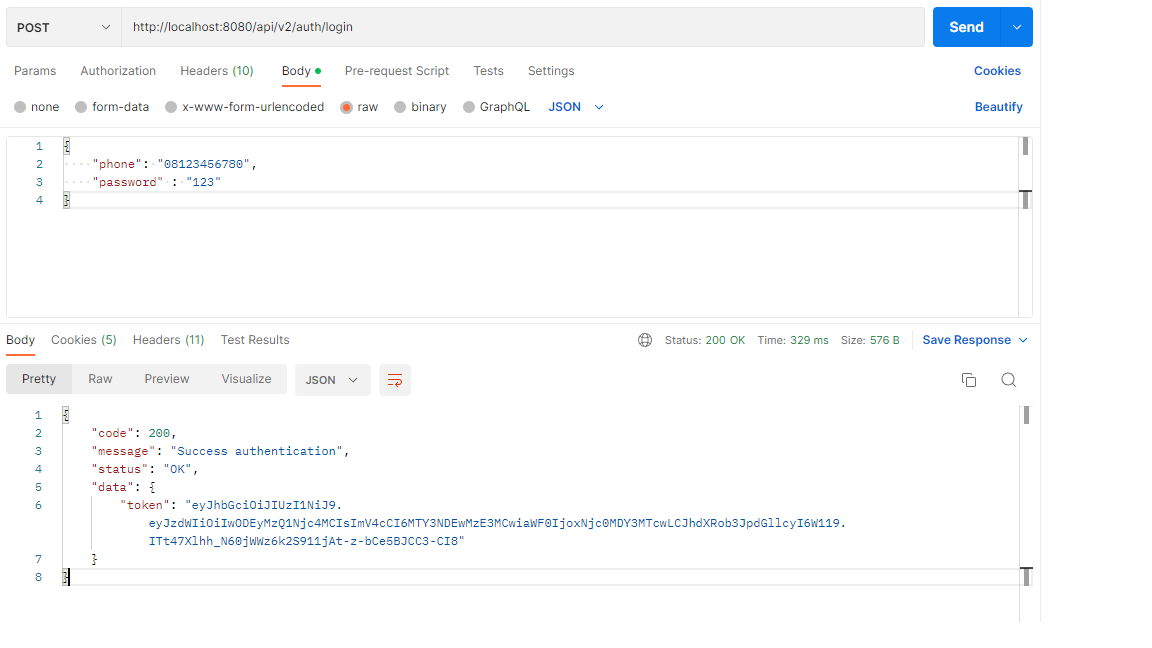 POST http://localhost:8080/api/v2/auth/login Send
Params Authorization Headers (10) Body Pre-request Script Tests Settings Cookies
none form-data x-www-form-urlencoded raw binary GraphQL JSON Beautify
1 {
2 "phone": "08123456780",
3 "password" : "123"
4 }
Body Cookies (5) Headers (11) Test Results Status: 200 OK Time: 329 ms Size: 576 B Save Response
Pretty Raw Preview Visualize JSON
1 {
2 "code": 200,
3 "message": "Success authentication",
4 "status": "OK",
5 "data": {
6 "token": "eyJhbGciOiJIUzI1NiJ9.
eyJzdWIiOiIwODEyMzQ1Njc4MCIsImV4cCI6MTY3NDEwMzE3MCwiaWF0IjoxNjc0MDY3MTcwLCJhdXRob3JpdGllcyI6W119.
ITt47Xlhh_N60jWWz6k2S911jAt-z-bCe5BJCC3-CI8"
7 }
8 }